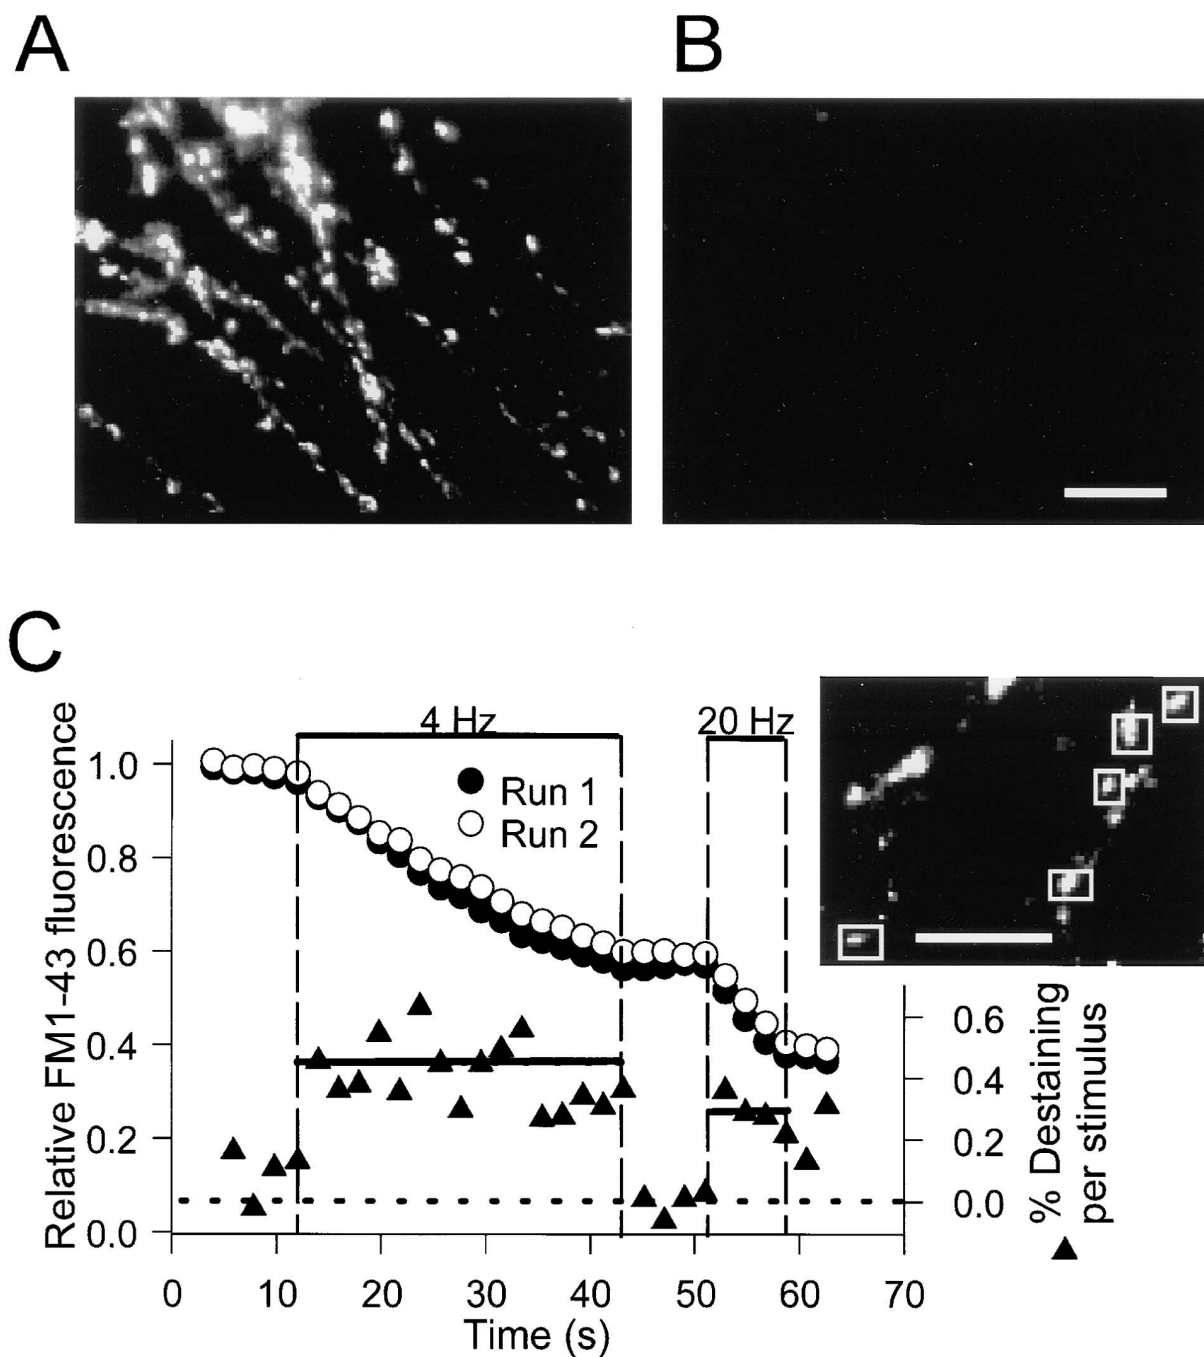 A
B
C
4 Hz
20 Hz
Run 1
Run 2
Relative FM1-43 fluorescence
1.0
0.8
0.6
0.4
0.2
0.0
0.6
0.4
0.2
0.0
% Destaining
per stimulus
0
10
20
30
40
50
60
70
Time (s)